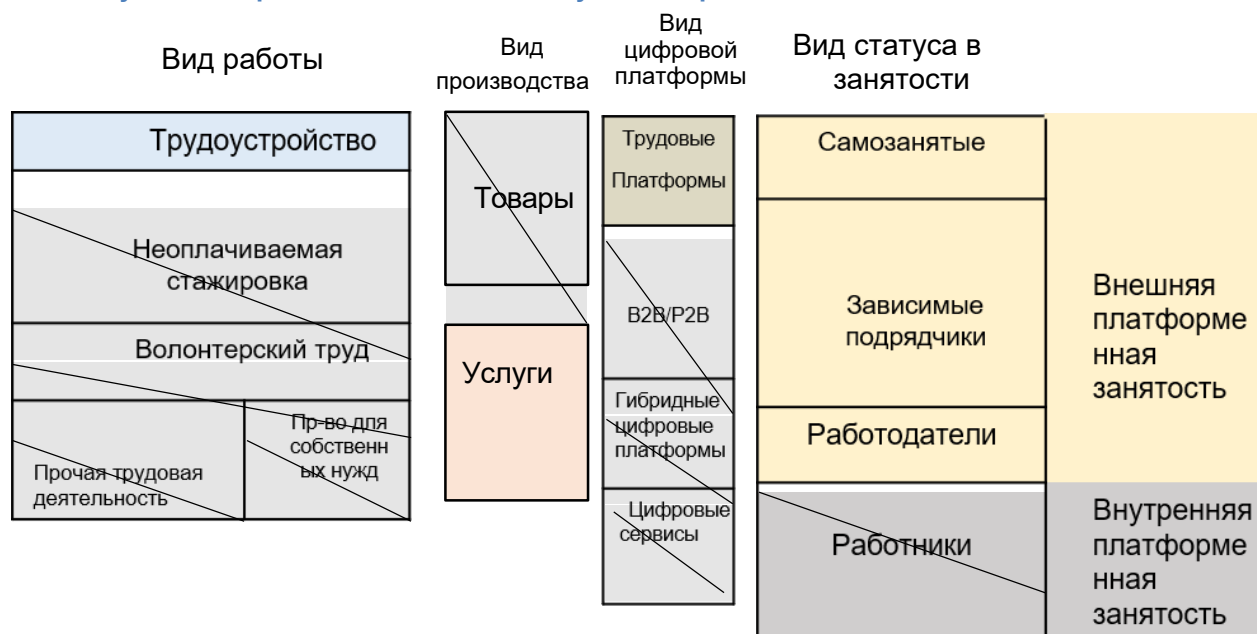 Вид работы
Вид
производства
Вид
цифровой
платформы
Вид статуса в
занятости
Трудоустройство
Неоплачиваемая
стажировка
Волонтерский труд
Прочая трудовая
деятельность
Пр-во для
собственн
ых нужд
Товары
Услуги
Трудовые
Платформы
B2B/P2B
Гибридные
цифровые
платформы
Цифровые
сервисы
Самозанятые
Зависимые
подрядчики
Работодатели
Работники
Внешняя
платформе
нная
занятость
Внутренняя
платформе
нная
занятость